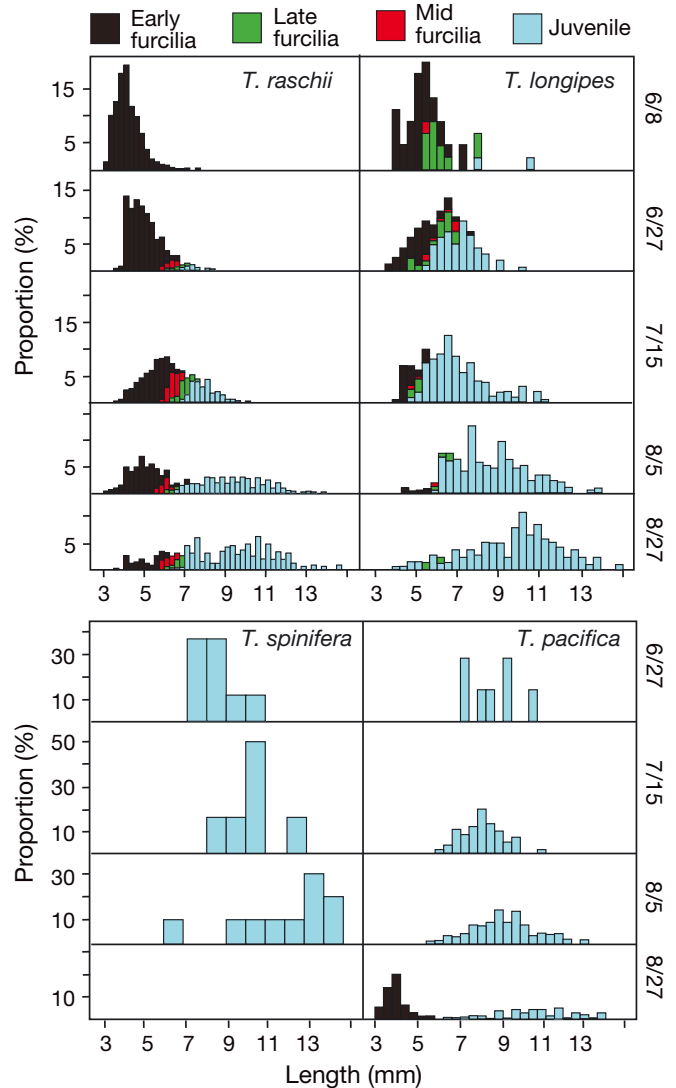 Early furcilia
Late furcilia
Mid furcilia
Juvenile
T. raschii
T. longipes
15
5
6/8
15
5
6/27
15
5
7/15
5
8/5
5
8/27
Proportion (%)
3 5 7 9 11 13
3 5 7 9 11 13
T. spinifera
T. pacifica
30
10
6/27
50
30
10
7/15
30
10
8/5
10
8/27
Proportion (%)
3 5 7 9 11 13
3 5 7 9 11 13
Length (mm)